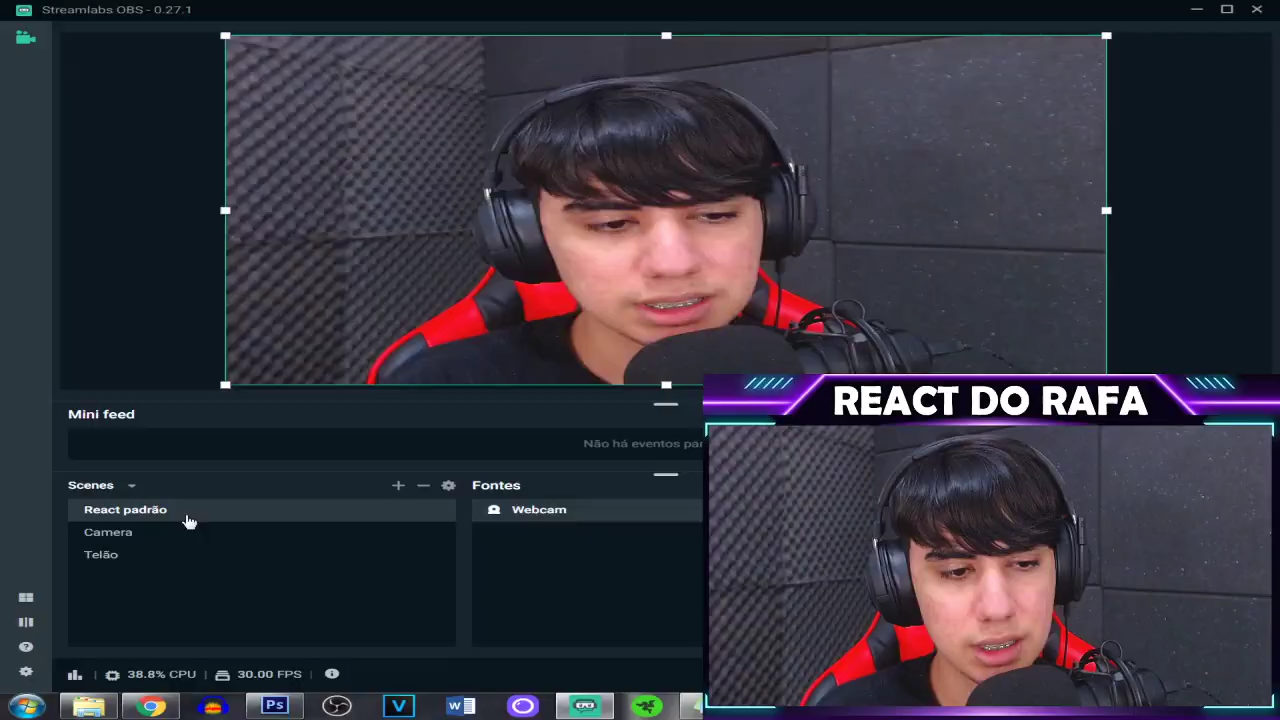 Streamlabs OBS - 0.27.1
Mini feed
Não há eventos
Scenes
Fontes
React padrão
Webcam
Camera
Telão
38.8% CPU
30.00 FPS
REACT DO RAFA
Ps
V
W